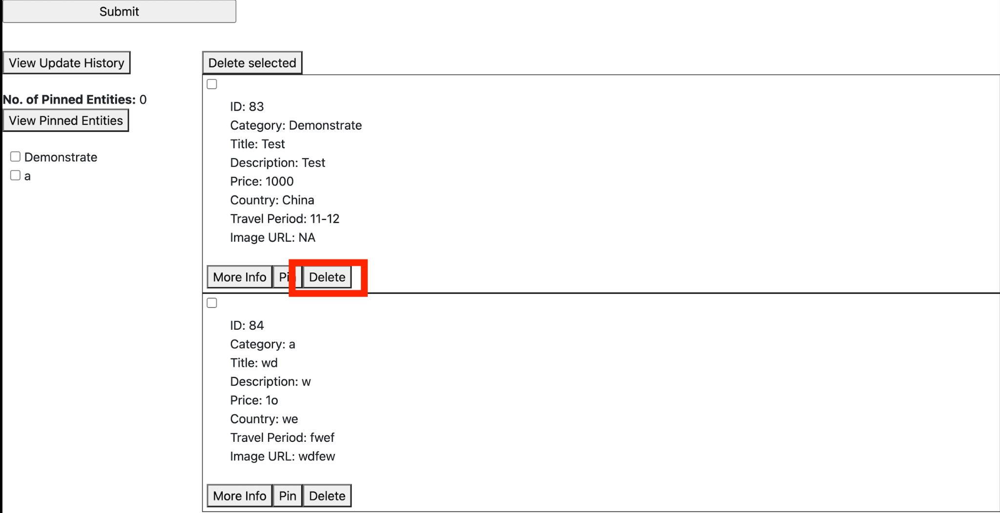 Submit
View Update History
No. of Pinned Entities: 0
View Pinned Entities
Demonstrate
a
Delete selected
ID: 83
Category: Demonstrate
Title: Test
Description: Test
Price: 1000
Country: China
Travel Period: 11-12
Image URL: NA
More Info Delete
ID: 84
Category: a
Title: wd
Description: w
Price: 1o
Country: we
Travel Period: fwef
Image URL: wdfew
More Info Pin Delete